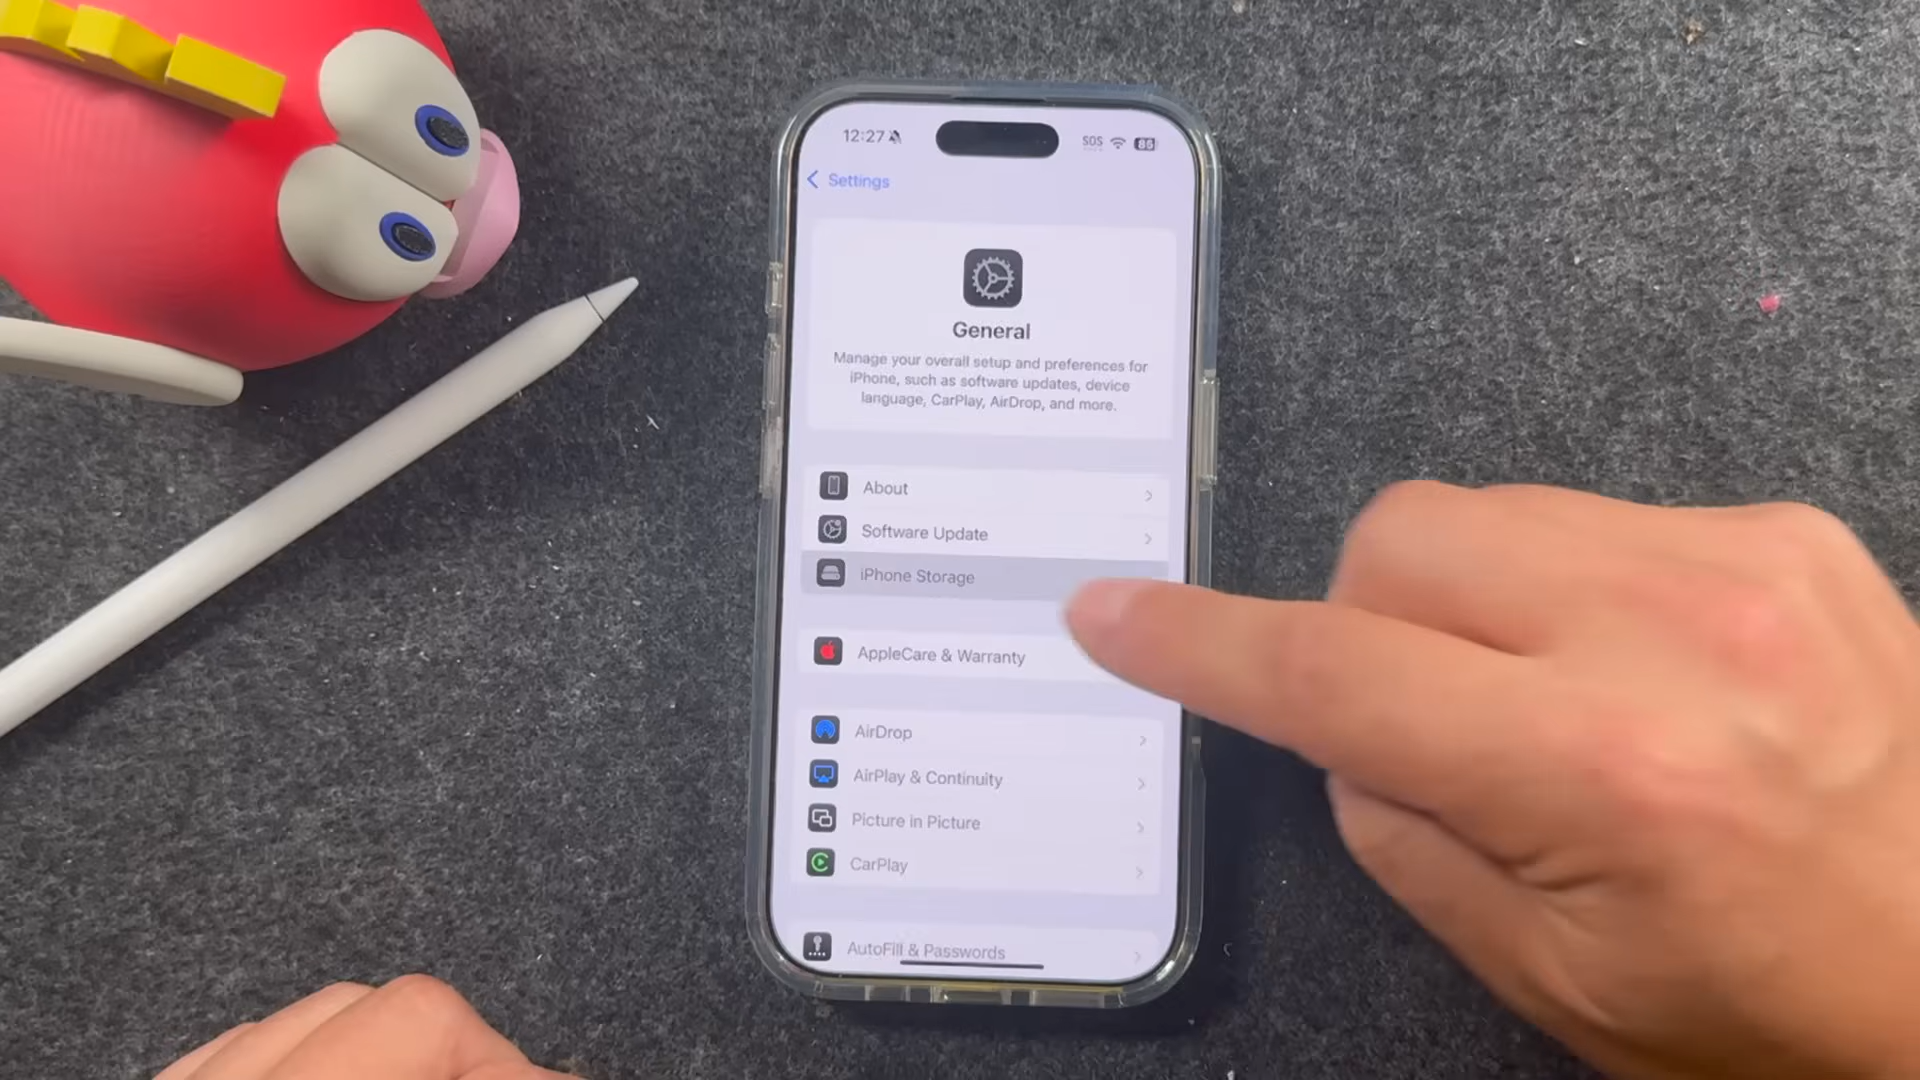 12:27
SOS
86
Settings
General
Manage your overall setup and preferences for
iPhone, such as software updates, device
language, CarPlay, AirDrop, and more.
About
Software Update
iPhone Storage
AppleCare & Warranty
AirDrop
AirPlay & Continuity
Picture in Picture
CarPlay
AutoFill & Passwords